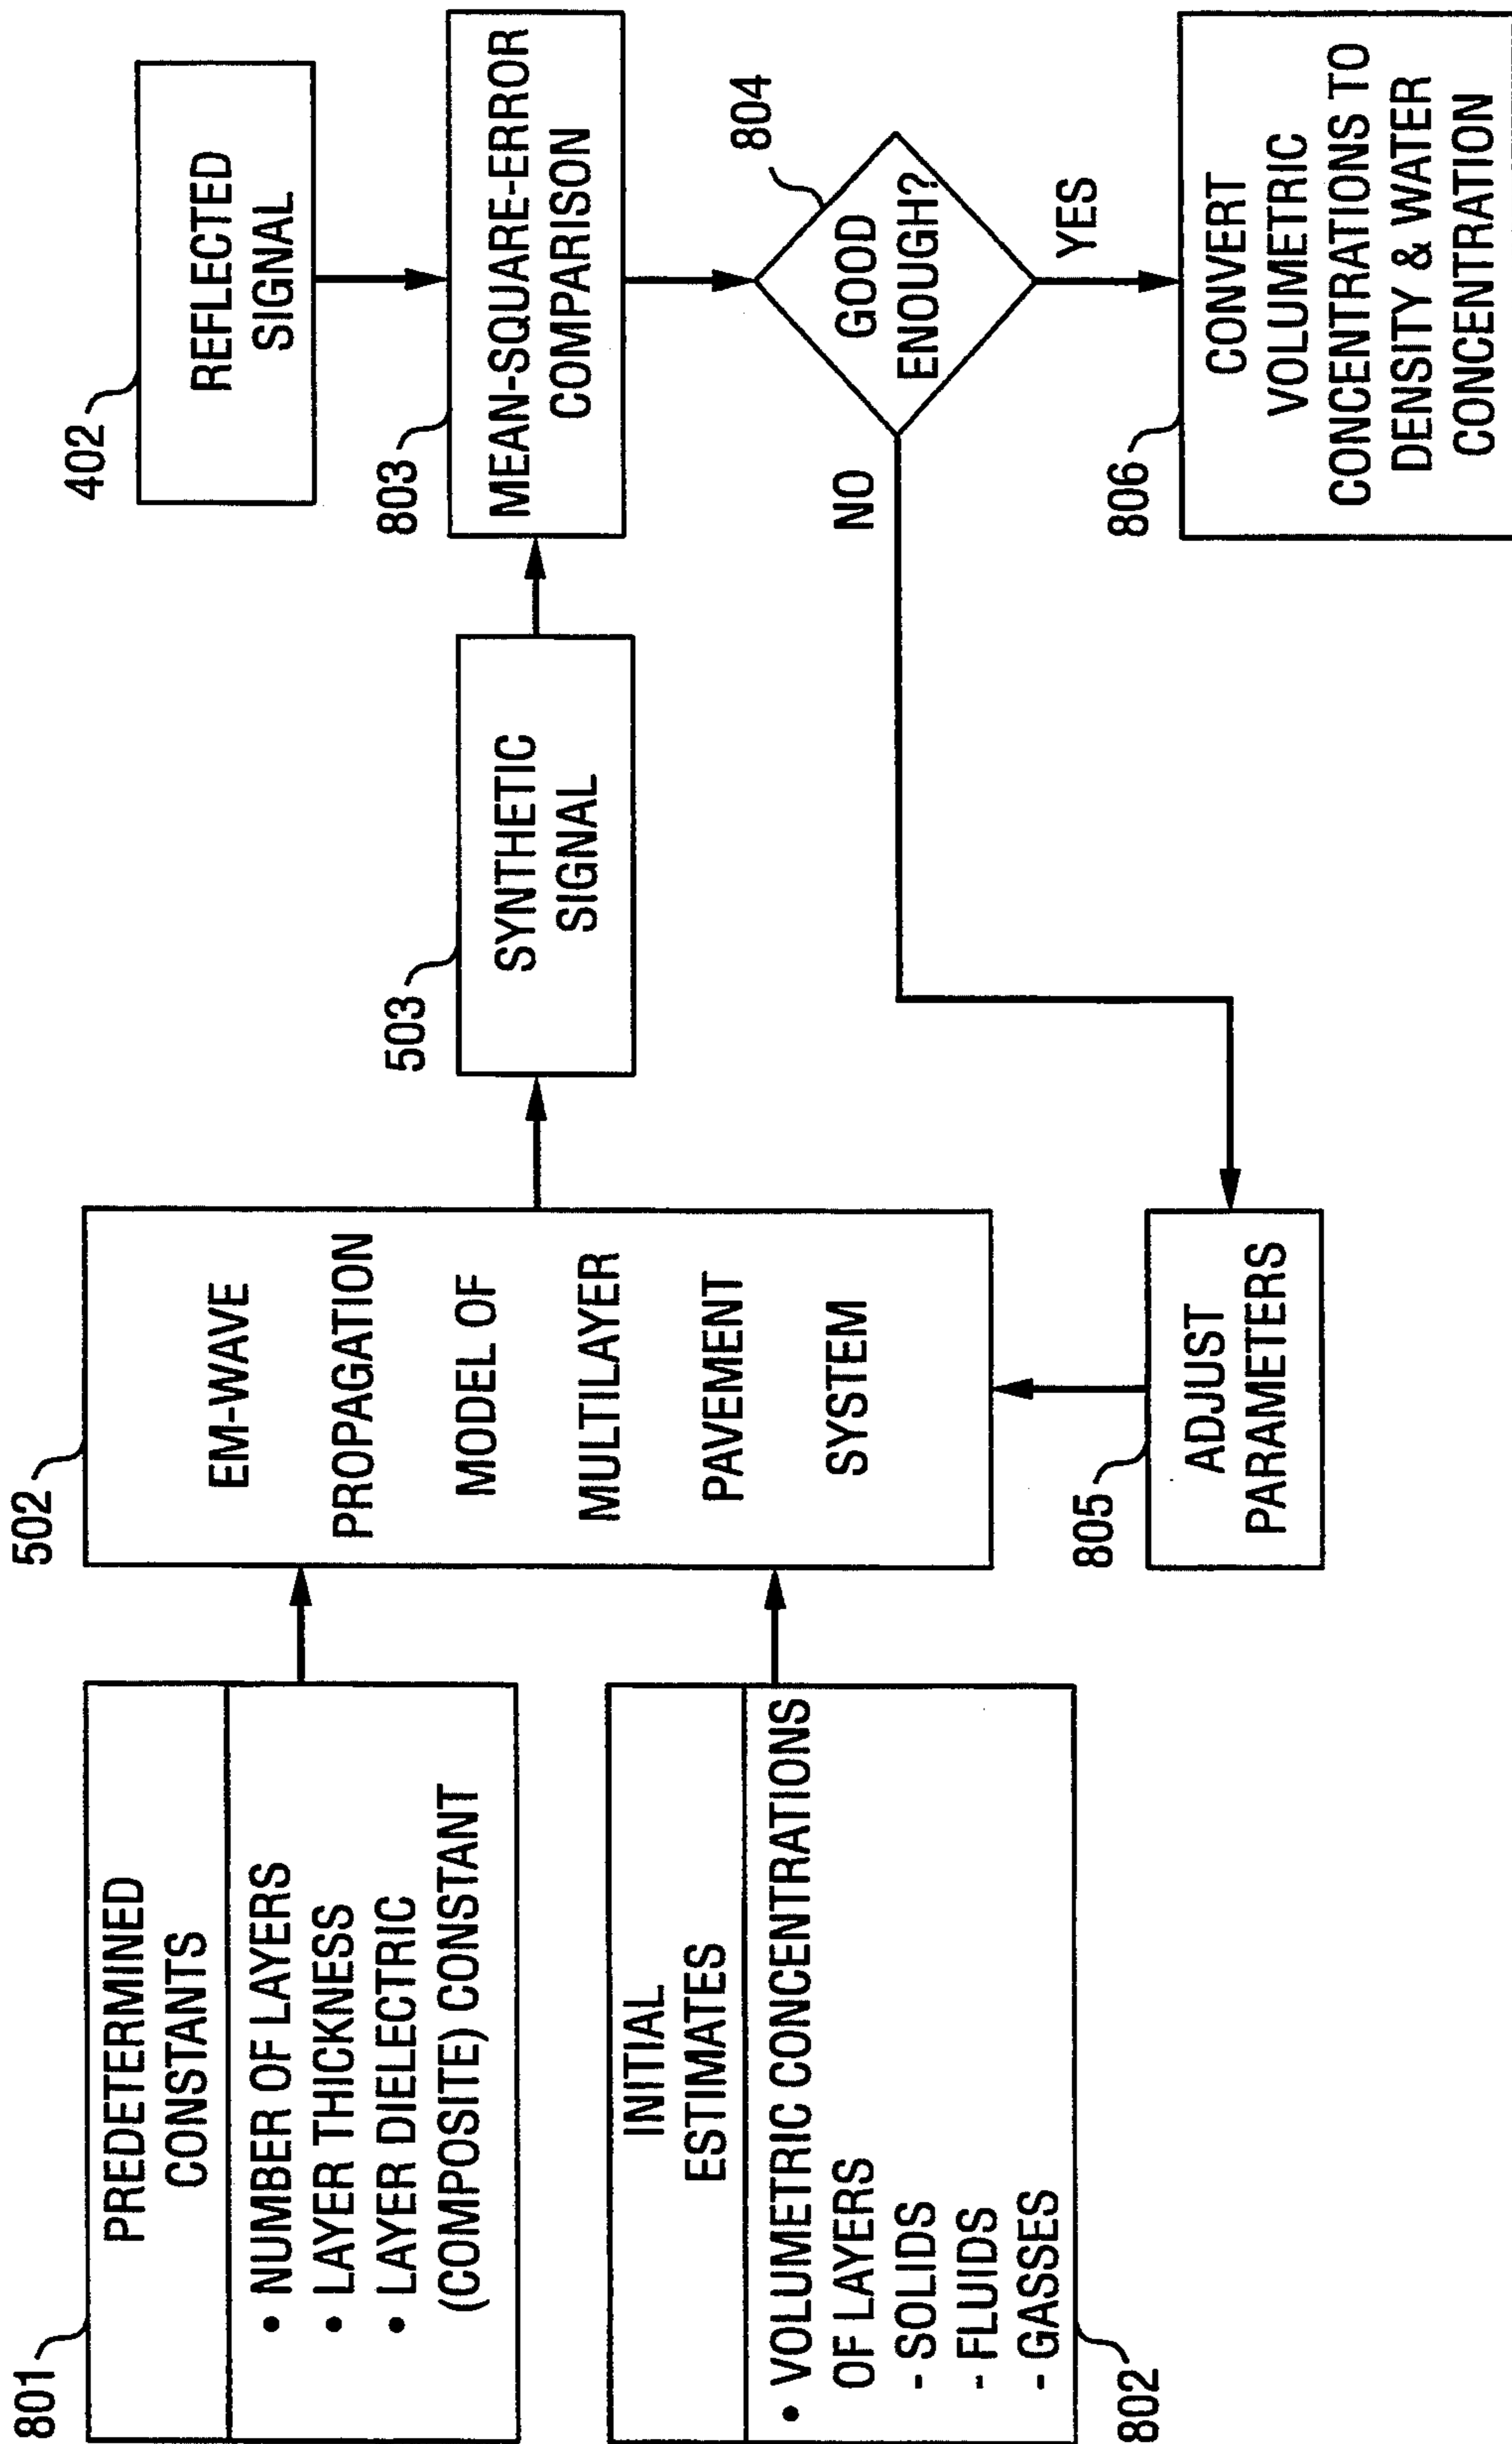 801
PREDETERMINED
CONSTANTS
• NUMBER OF LAYERS
• LAYER THICKNESS
• LAYER DIELECTRIC
(COMPOSITE) CONSTANT
INITIAL
ESTIMATES
• VOLUMETRIC CONCENTRATIONS
OF LAYERS
- SOLIDS
- FLUIDS
- GASSES
802
502
EM-WAVE
PROPAGATION
MODEL OF
MULTILAYER
PAVEMENT
SYSTEM
805
ADJUST
PARAMETERS
503
SYNTHETIC
SIGNAL
402
REFLECTED
SIGNAL
803
MEAN-SQUARE-ERROR
COMPARISON
804
GOOD
ENOUGH?
NO
YES
806
CONVERT
VOLUMETRIC
CONCENTRATIONS TO
DENSITY & WATER
CONCENTRATION